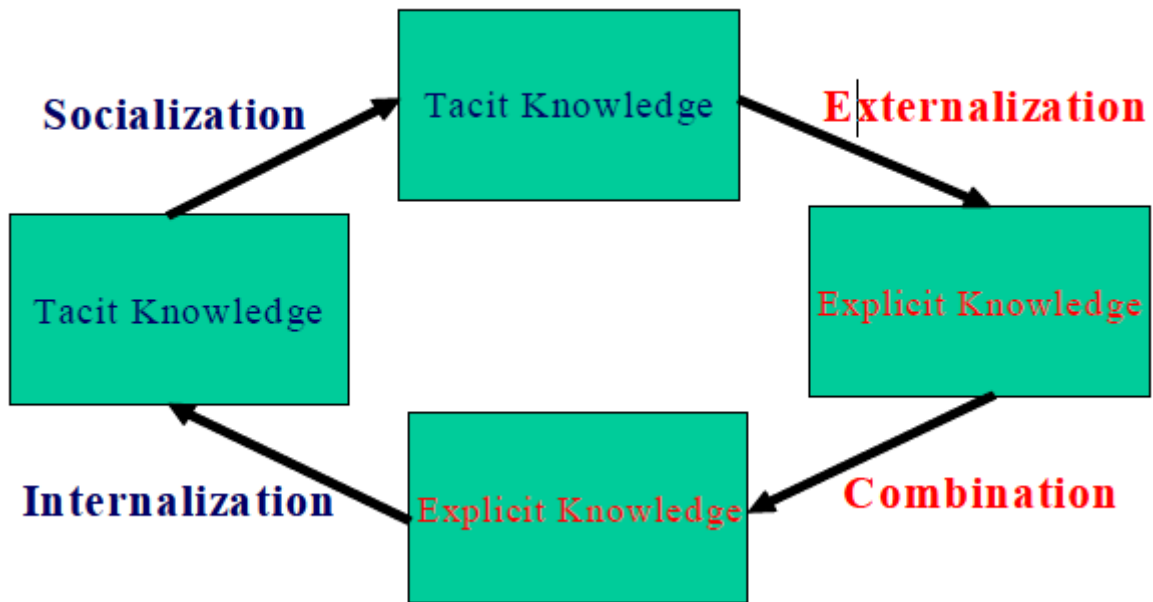 Tacit Knowledge
Socialization
Externalization
Tacit Knowledge
Explicit Knowledge
Internalization
Combination
Explicit Knowledge